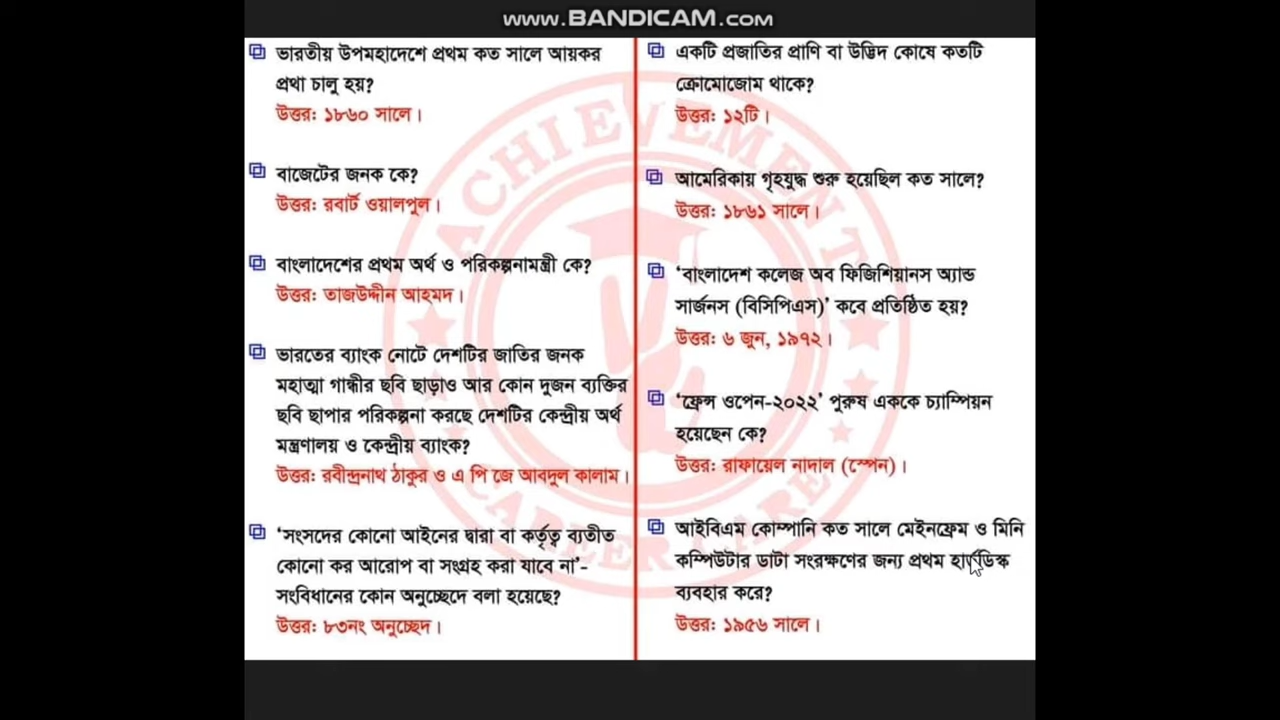 www.BANDICAM.com
ভারতীয় উপমহাদেশে প্রথম কত সালে আয়কর
প্রথা চালু হয়?
উত্তর: ১৮৬০ সালে।
বাজেটের জনক কে?
উত্তর: রবার্ট ওয়ালপুল।
বাংলাদেশের প্রথম অর্থ ও পরিকল্পনামন্ত্রী কে?
উত্তর: তাজউদ্দীন আহমদ।
ভারতের ব্যাংক নোটে দেশটির জাতির জনক
মহাত্মা গান্ধীর ছবি ছাড়াও আর কোন দুজন ব্যক্তির
ছবি ছাপার পরিকল্পনা করছে দেশটির কেন্দ্রীয় অর্থ
মন্ত্রণালয় ও কেন্দ্রীয় ব্যাংক?
উত্তর: রবীন্দ্রনাথ ঠাকুর ও এ পি জে আবদুল কালাম।
‘সংসদের কোনো আইনের দ্বারা বা কর্তৃত্ব ব্যতীত
কোনো কর আরোপ বা সংগ্রহ করা যাবে না’-
সংবিধানের কোন অনুচ্ছেদে বলা হয়েছে?
উত্তর: ৮৩নং অনুচ্ছেদ।
একটি প্রজাতির প্রাণি বা উদ্ভিদ কোষে কতটি
ক্রোমোজোম থাকে?
উত্তর: ১২টি।
আমেরিকায় গৃহযুদ্ধ শুরু হয়েছিল কত সালে?
উত্তর: ১৮৬১ সালে।
‘বাংলাদেশ কলেজ অব ফিজিশিয়ানস অ্যান্ড
সার্জনস (বিসিপিএস)’ কবে প্রতিষ্ঠিত হয়?
উত্তর: ৬ জুন, ১৯৭২।
‘ফ্রেন্স ওপেন-২০২২’ পুরুষ এককে চ্যাম্পিয়ন
হয়েছেন কে?
উত্তর: রাফায়েল নাদাল (স্পেন)।
আইবিএম কোম্পানি কত সালে মেইনফ্রেম ও মিনি
কম্পিউটার ডাটা সংরক্ষণের জন্য প্রথম হার্ডডিস্ক
ব্যবহার করে?
উত্তর: ১৯৫৬ সালে।
ACHIEVEMENT
CAREER CARE